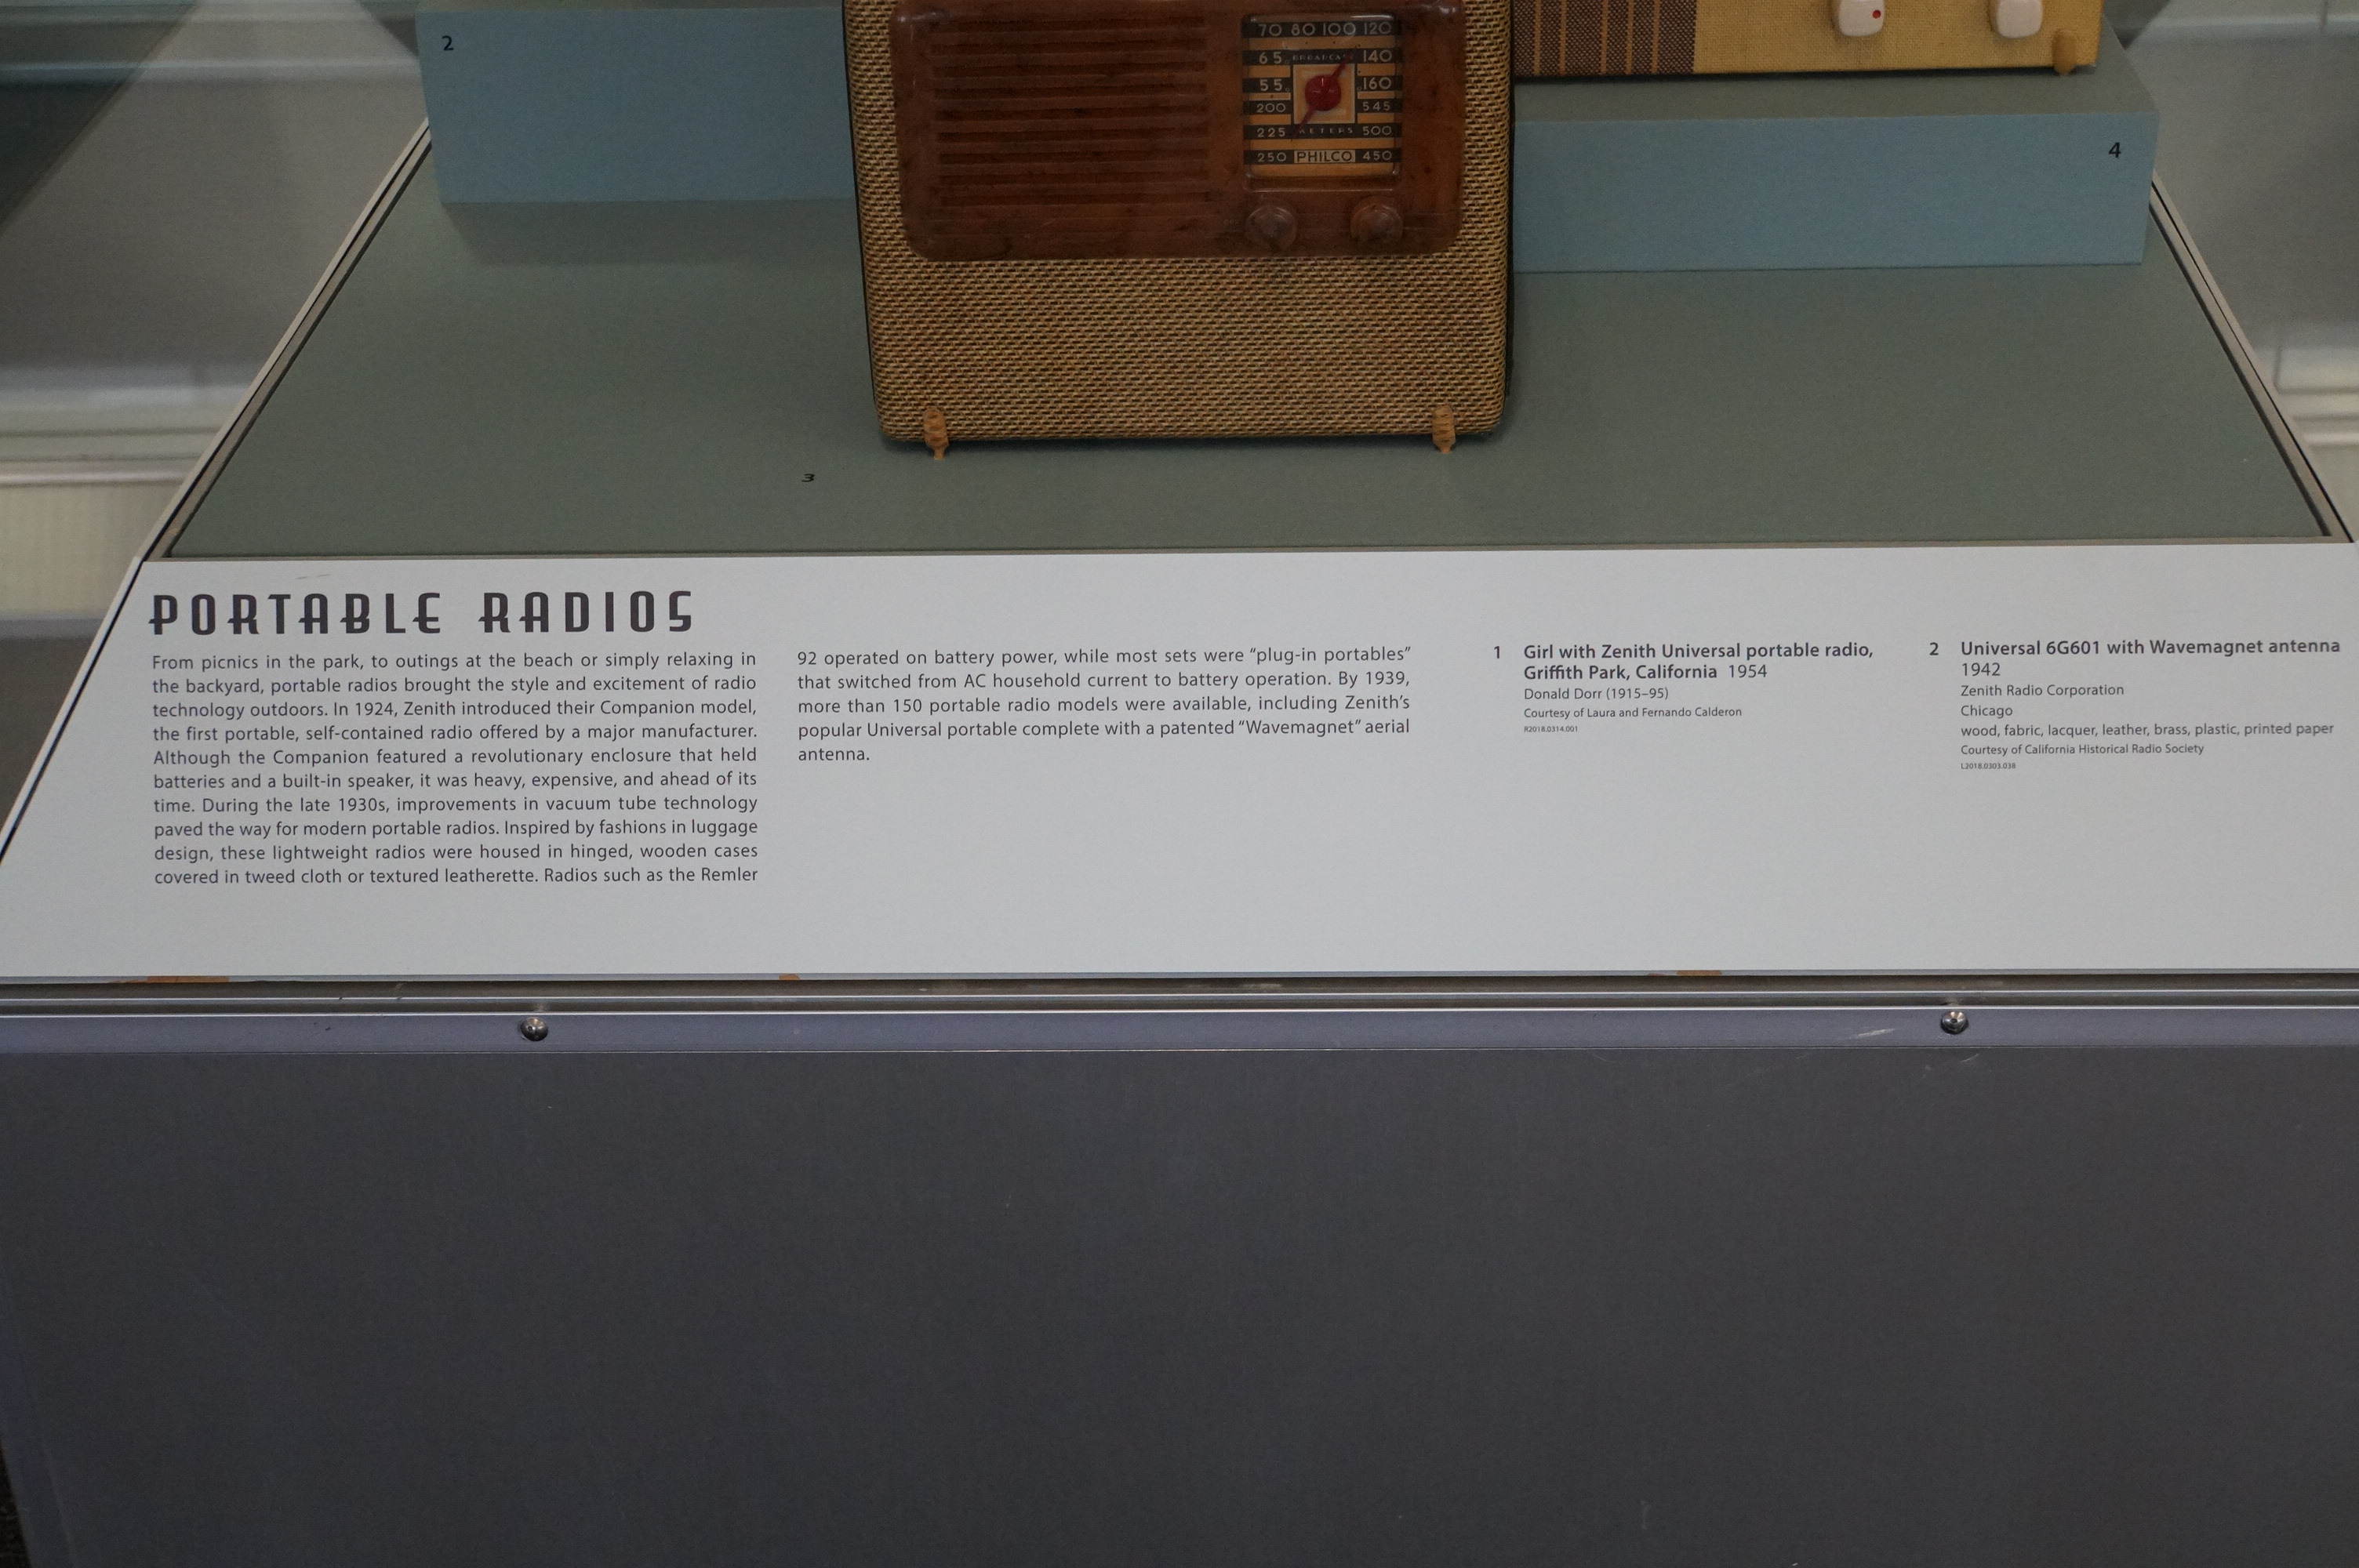 2
70 80 100 120
65 BROADCAST 140
55 160
200 545
225 METERS 500
250 PHILCO 450
4
3
PORTABLE RADIOS
From picnics in the park, to outings at the beach or simply relaxing in
the backyard, portable radios brought the style and excitement of radio
technology outdoors. In 1924, Zenith introduced their Companion model,
the first portable, self-contained radio offered by a major manufacturer.
Although the Companion featured a revolutionary enclosure that held
batteries and a built-in speaker, it was heavy, expensive, and ahead of its
time. During the late 1930s, improvements in vacuum tube technology
paved the way for modern portable radios. Inspired by fashions in luggage
design, these lightweight radios were housed in hinged, wooden cases
covered in tweed cloth or textured leatherette. Radios such as the Remler
92 operated on battery power, while most sets were “plug-in portables”
that switched from AC household current to battery operation. By 1939,
more than 150 portable radio models were available, including Zenith’s
popular Universal portable complete with a patented “Wavemagnet” aerial
antenna.
1 Girl with Zenith Universal portable radio,
Griffith Park, California 1954
Donald Dorr (1915–95)
Courtesy of Laura and Fernando Calderon
R2018.0314.001
2 Universal 6G601 with Wavemagnet antenna
1942
Zenith Radio Corporation
Chicago
wood, fabric, lacquer, leather, brass, plastic, printed paper
Courtesy of California Historical Radio Society
L2018.0303.038